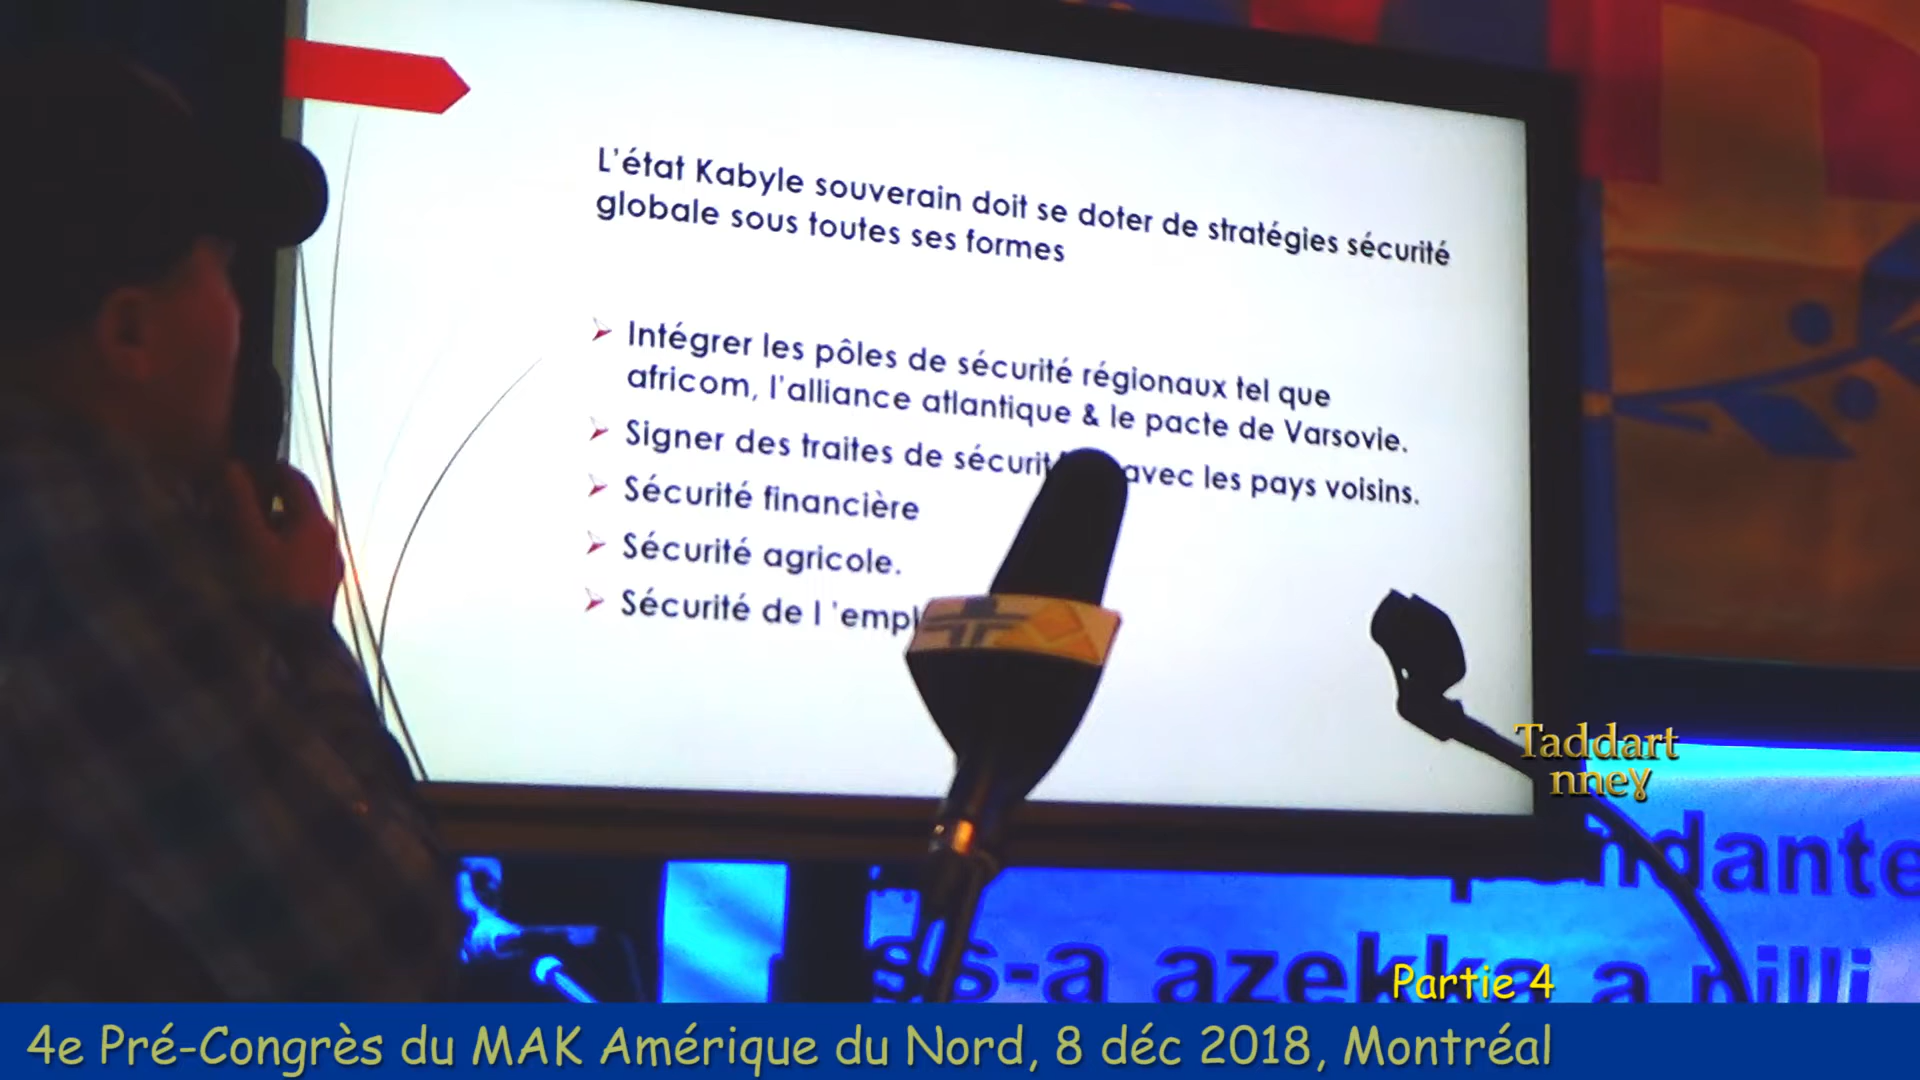 L'état Kabyle souverain doit se doter de stratégies sécurité
globale sous toutes ses formes
Intégrer les pôles de sécurité régionaux tel que
africom, l'alliance atlantique & le pacte de Varsovie.
Signer des traites de avec les pays voisins.
Sécurité financière
Sécurité agricole.
Sécurité de l '
Taddart
nneɣ
azekka a nilli
Partie 4
4e Pré-Congrès du MAK Amérique du Nord, 8 déc 2018, Montréal